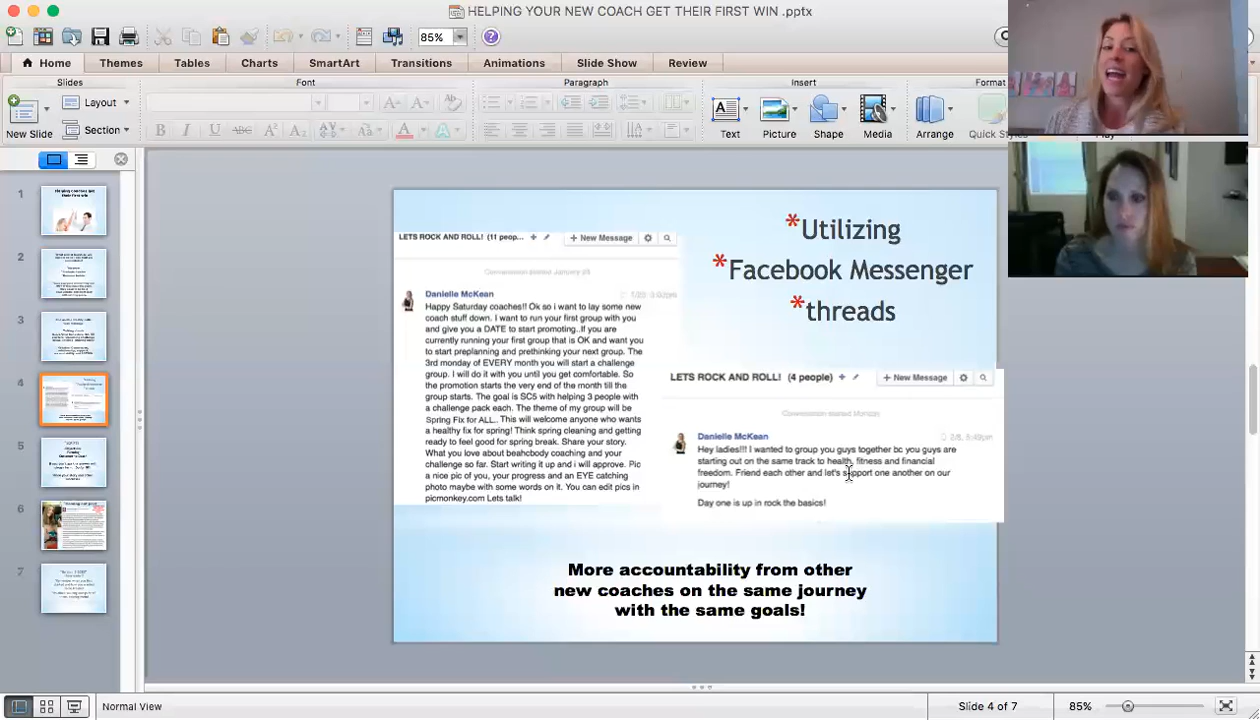 HELPING YOUR NEW COACH GET THEIR FIRST WIN .pptx
85%
Home Themes Tables Charts SmartArt Transitions Animations Slide Show Review
Slides Font Paragraph Insert Format
New Slide
Layout
Section
B I U ABC
Text Picture Shape Media Arrange Quick Styles
1
2
3
4
5
6
7
LETS ROCK AND ROLL! (11 peop... + New Message
Conversation started January
Danielle McKean
Happy Saturday coaches!! Ok so i want to lay some new
coach stuff down. I want to run your first group with you
and give you a DATE to start promoting..If you are
currently running your first group that is OK and want you
to start preplanning and prethinking your next group. The
3rd monday of EVERY month you will start a challenge
group. I will do it with you until you get comfortable. So
the promotion starts the very end of the month till the
group starts. The goal is SC5 with helping 3 people with
a challenge pack each. The theme of my group will be
Spring Fix for ALL.. This will welcome anyone who wants
a healthy fix for spring! Think spring cleaning and getting
ready to feel good for spring break. Share your story.
What you love about beahcbody coaching and your
challenge so far. Start writing it up and i will approve. Pic
a nice pic of you, your progress and an EYE catching
photo maybe with some words on it. You can edit pics in
picmonkey.com Lets talk!
*Utilizing
*Facebook Messenger
*threads
LETS ROCK AND ROLL! (4 people) + New Message
Conversation started Monday
Danielle McKean 2/8, 5:49pm
Hey ladies!!! I wanted to group you guys together bc you guys are
starting out on the same track to health, fitness and financial
freedom. Friend each other and let's support one another on our
journey!
Day one is up in rock the basics!
More accountability from other
new coaches on the same journey
with the same goals!
Normal View Slide 4 of 7 85%